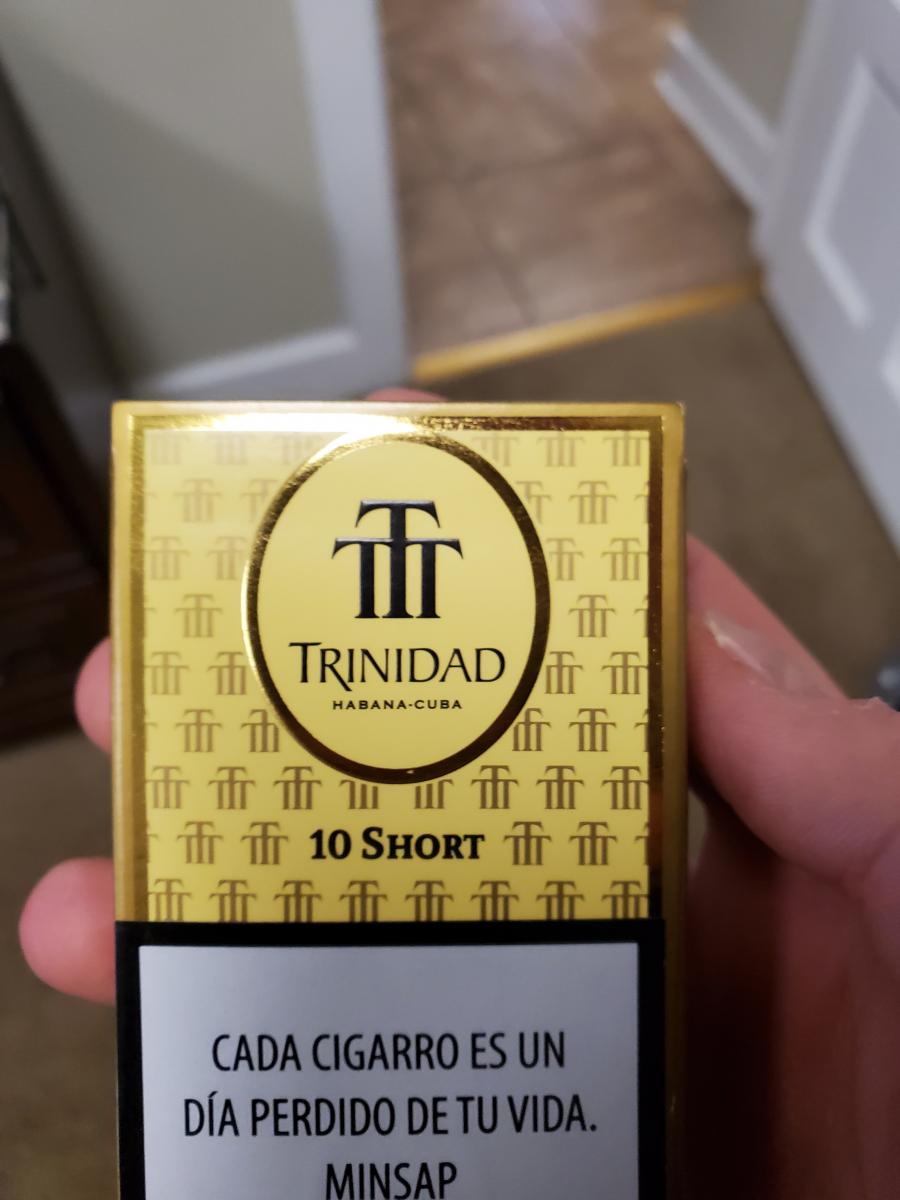 TRINIDAD
HABANA-CUBA
10 SHORT
CADA CIGARRO ES UN
DÍA PERDIDO DE TU VIDA.
MINSAP